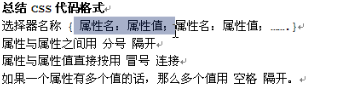 总结 CSS 代码格式
选择器名称 { 属性名：属性值；属性名：属性值；…….}
属性与属性之间用 分号 隔开
属性与属性值直接按用 冒号 连接
如果一个属性有多个值的话，那么多个值用 空格 隔开。